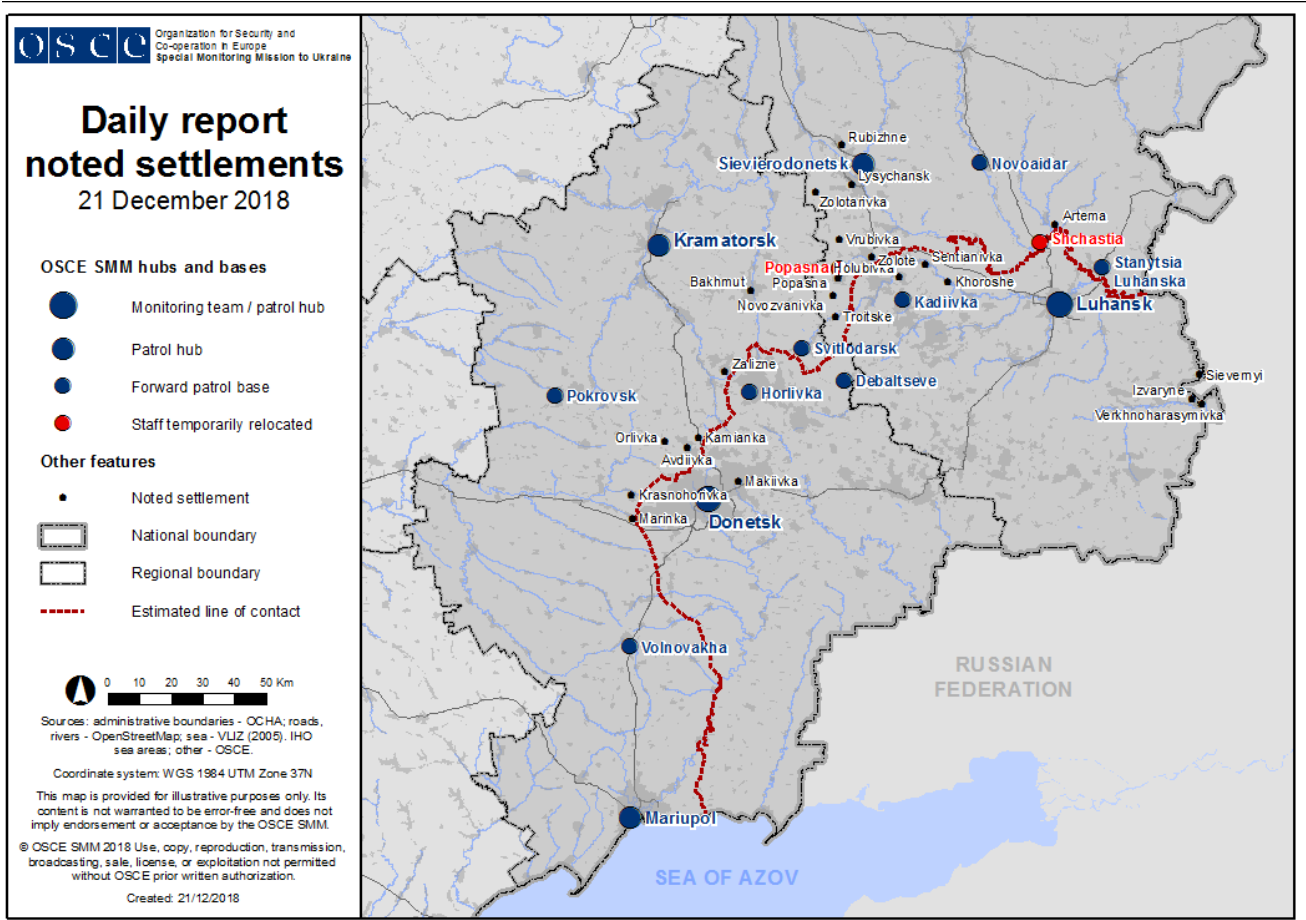 OSCE
Organization for Security and
Co-operation in Europe
Special Monitoring Mission to Ukraine
Daily report
noted settlements
21 December 2018
OSCE SMM hubs and bases
Monitoring team / patrol hub
Patrol hub
Forward patrol base
Staff temporarily relocated
Other features
Noted settlement
National boundary
Regional boundary
Estimated line of contact
0 10 20 30 40 50 Km
Sources: administrative boundaries - OCHA; roads,
rivers - OpenStreetMap; sea - VLIZ (2005). IHO
sea areas; other - OSCE.
Coordinate system: WGS 1984 UTM Zone 37N
This map is provided for illustrative purposes only. Its
content is not warranted to be error-free and does not
imply endorsement or acceptance by the OSCE SMM.
© OSCE SMM 2018 Use, copy, reproduction, transmission,
broadcasting, sale, license, or exploitation not permitted
without OSCE prior written authorization.
Created: 21/12/2018
Rubizhne
Sievierodonetsk
Novoaidar
Lysychansk
Zolotarivka
Artema
Vrubivka
Shchastia
Kramatorsk
Sentianivka
Zolote
Popasna
Holubivka
Stanytsia
Luhanska
Bakhmut
Popasna
Khoroshe
Novozvanivka
Kadiivka
Luhansk
Troitske
Svitlodarsk
Zalizne
Debaltseve
Sievernyi
Pokrovsk
Horlivka
Izvaryne
Verkhnoharasymivka
Orlivka
Kamianka
Avdiivka
Makiivka
Krasnohorivka
Marinka
Donetsk
Volnovakha
RUSSIAN
FEDERATION
Mariupol
SEA OF AZOV